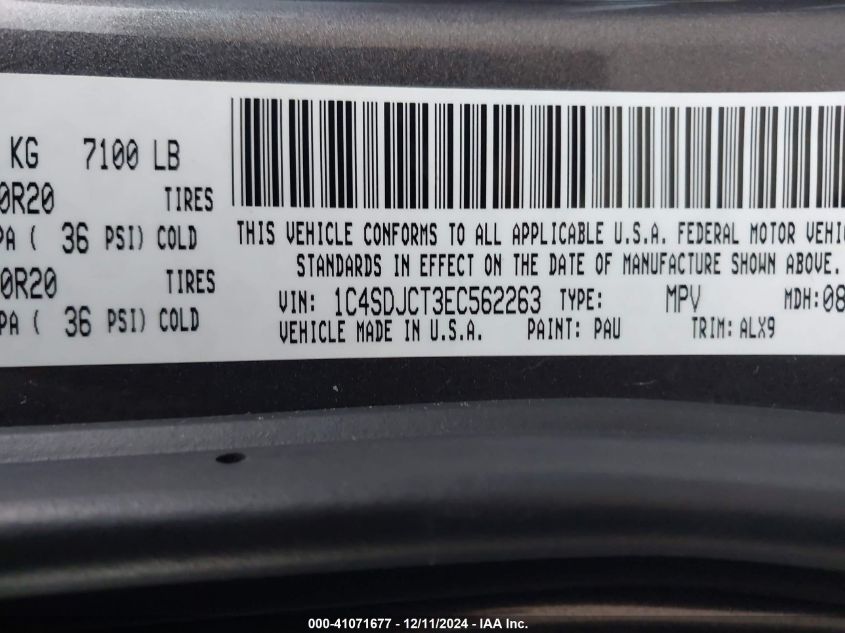 KG 7100 LB
0R20 TIRES
PA ( 36 PSI) COLD
0R20 TIRES
PA ( 36 PSI) COLD
THIS VEHICLE CONFORMS TO ALL APPLICABLE U.S.A. FEDERAL MOTOR VEHI
STANDARDS IN EFFECT ON THE DATE OF MANUFACTURE SHOWN ABOVE.
VIN: 1C4SDJCT3EC562263 TYPE: MPV MDH:08
VEHICLE MADE IN U.S.A. PAINT: PAU TRIM: ALX9
000-41071677 - 12/11/2024 - IAA Inc.